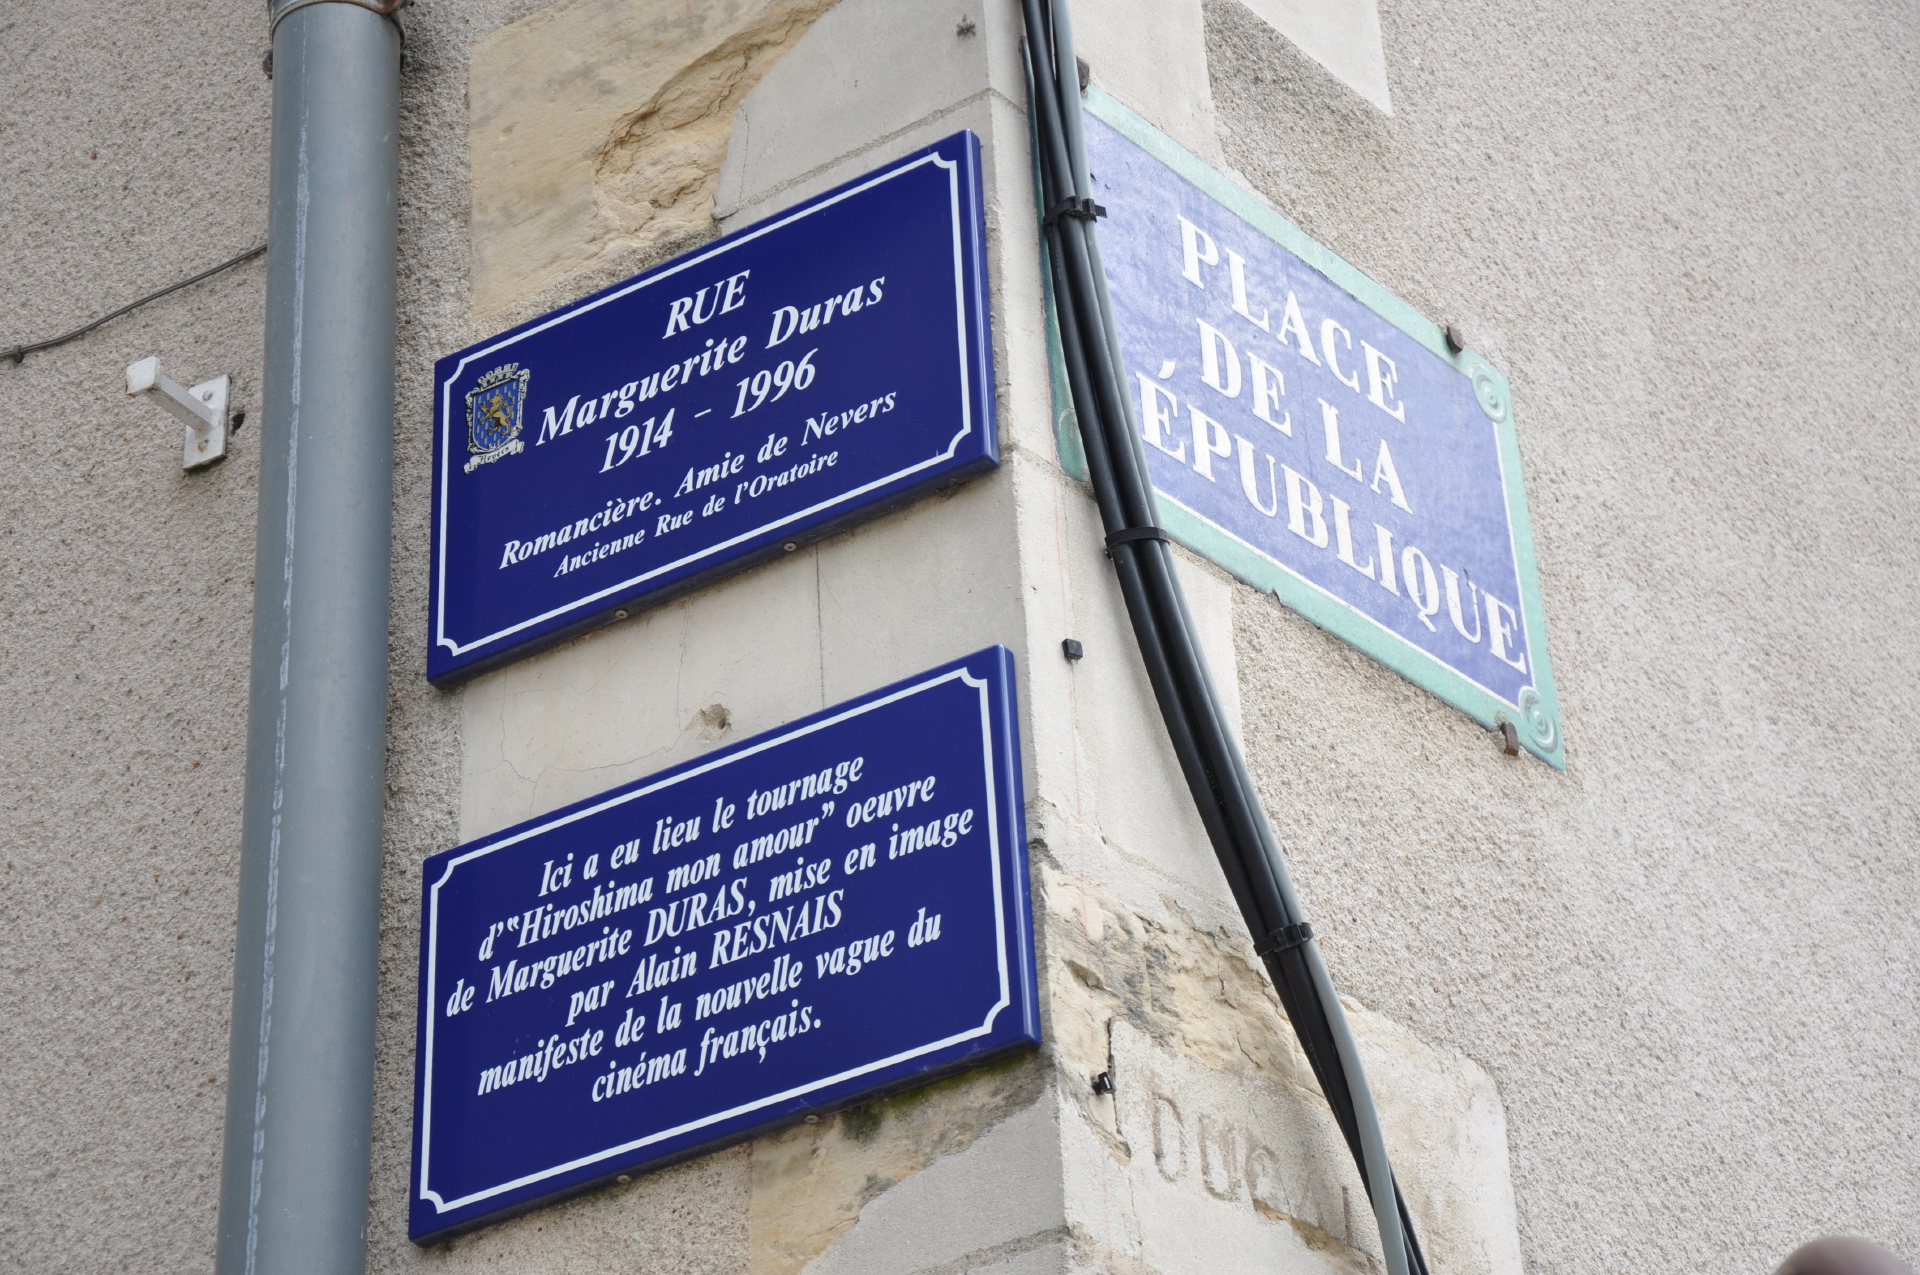 RUE
Marguerite Duras
1914 - 1996
Romancière. Amie de Nevers
Ancienne Rue de l'Oratoire
Nevers
Ici a eu lieu le tournage
d'"Hiroshima mon amour" oeuvre
de Marguerite DURAS, mise en image
par Alain RESNAIS
manifeste de la nouvelle vague du
cinéma français.
PLACE
DE LA
ÉPUBLIQUE